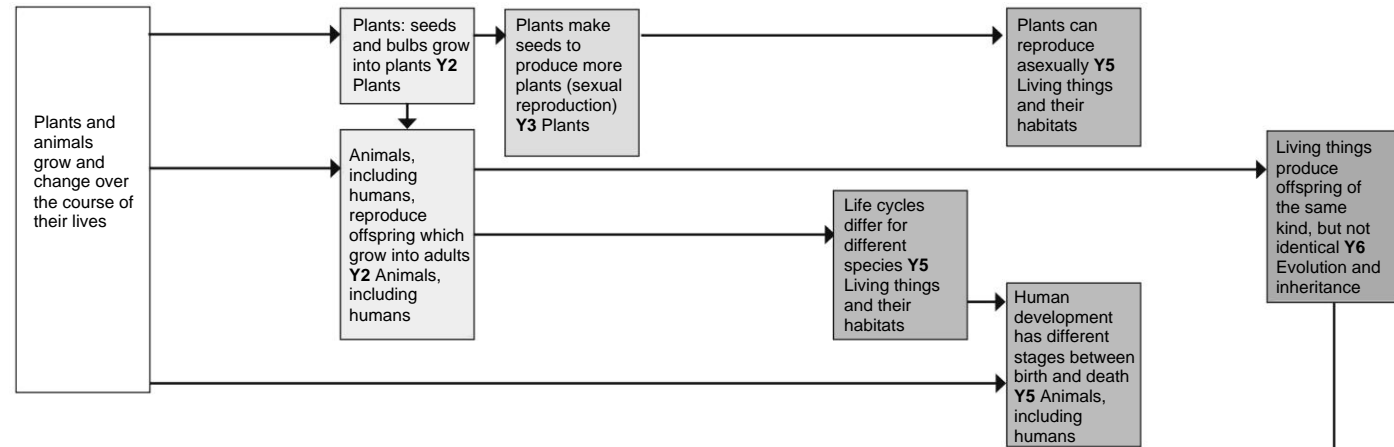 Plants and
animals
grow and
change over
the course of
their lives
Plants: seeds
and bulbs grow
into plants Y2
Plants
Plants make
seeds to
produce more
plants (sexual
reproduction)
Y3 Plants
Plants can
reproduce
asexually Y5
Living things
and their
habitats
Animals,
including
humans,
reproduce
offspring which
grow into adults
Y2 Animals,
including
humans
Life cycles
differ for
different
species Y5
Living things
and their
habitats
Human
development
has different
stages between
birth and death
Y5 Animals,
including
humans
Living things
produce
offspring of
the same
kind, but not
identical Y6
Evolution and
inheritance